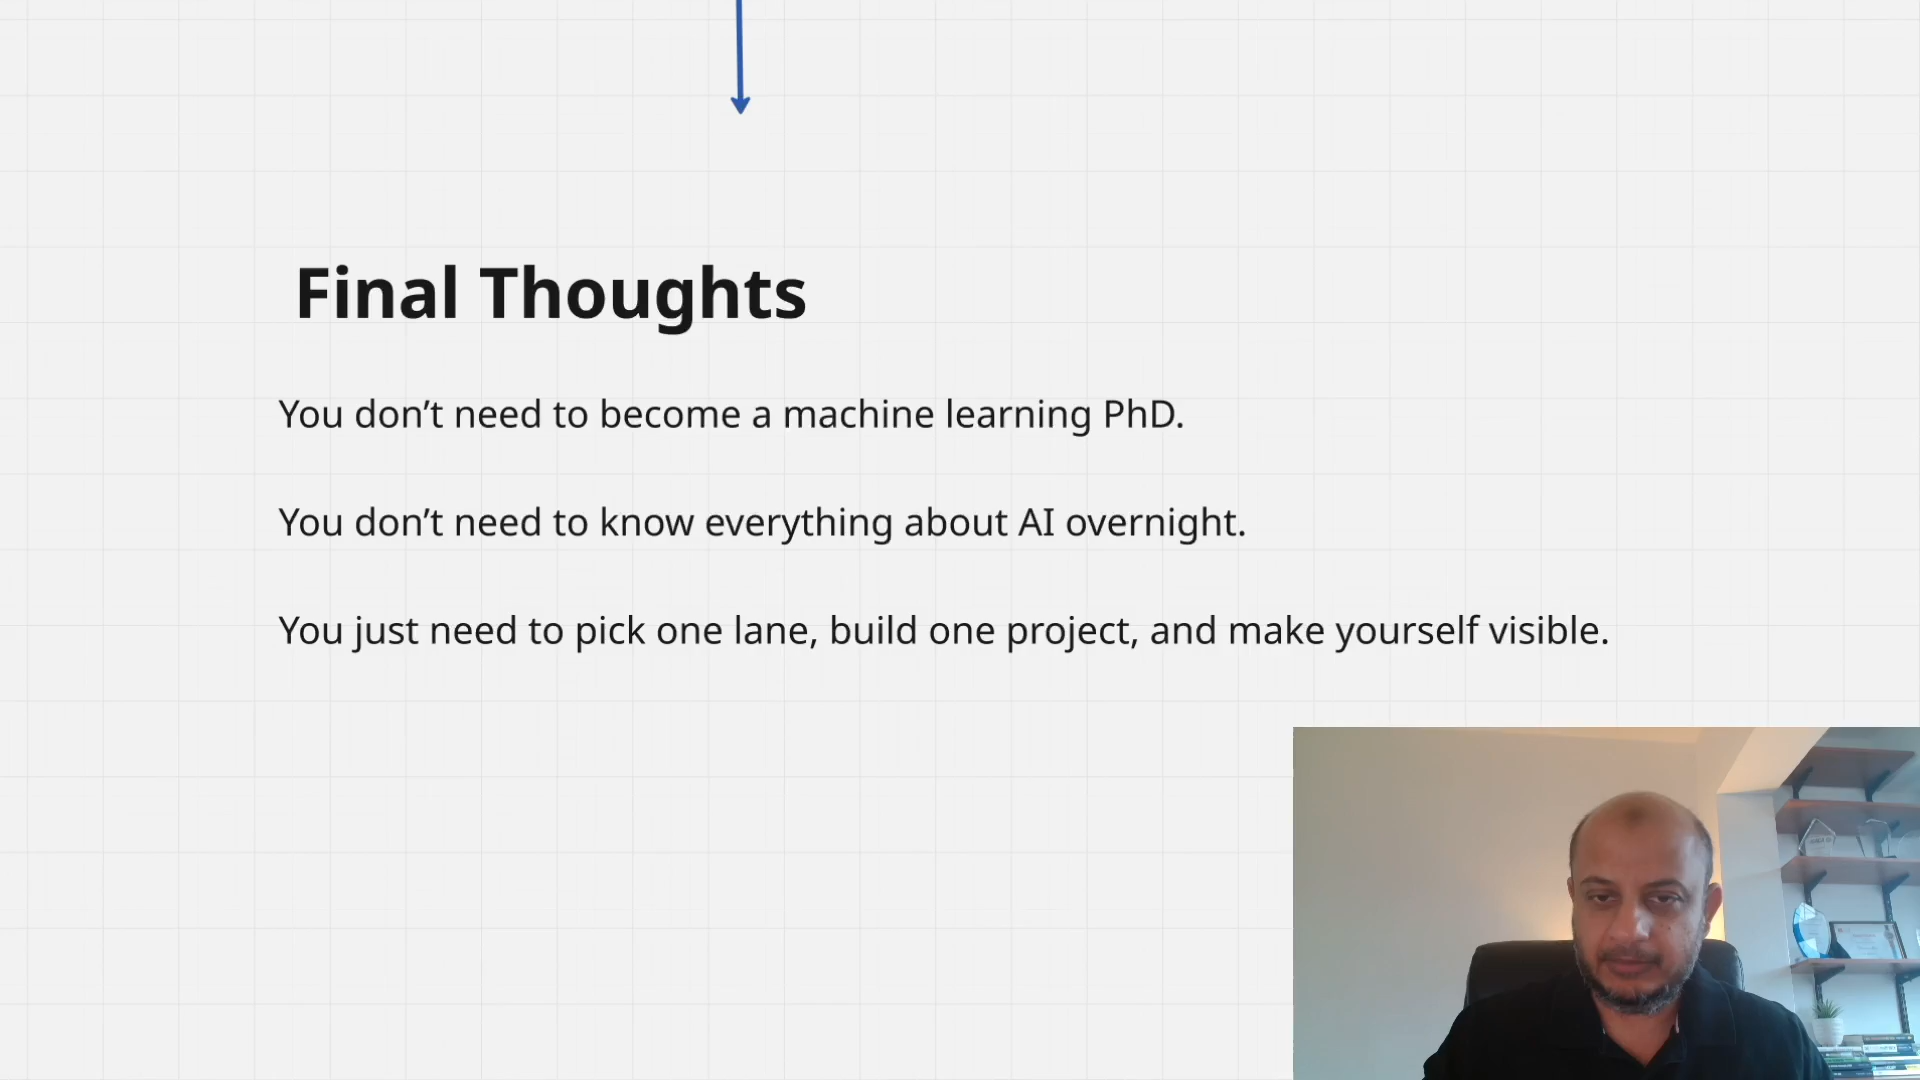 Final Thoughts
You don’t need to become a machine learning PhD.
You don’t need to know everything about AI overnight.
You just need to pick one lane, build one project, and make yourself visible.